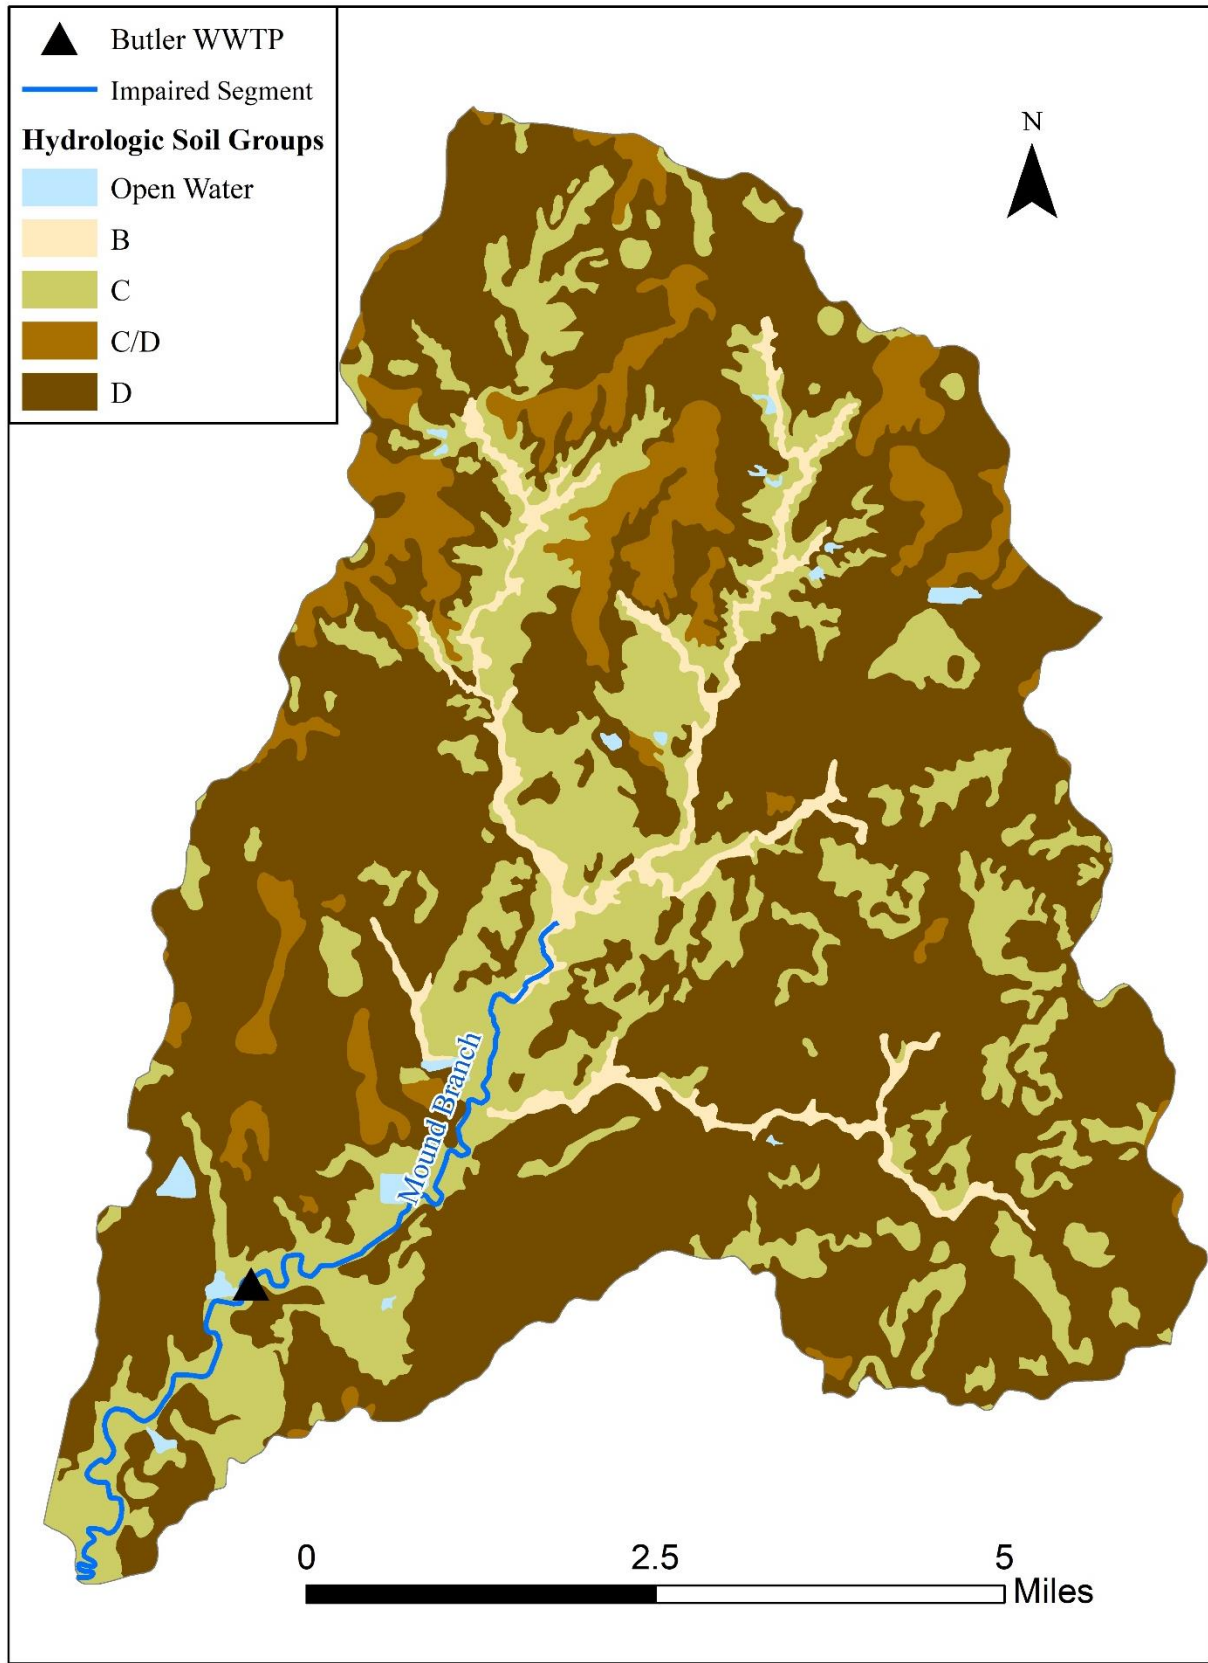 Butler WWTP
Impaired Segment
Hydrologic Soil Groups
Open Water
B
C
C/D
D
N
Mound Branch
0 2.5 5
Miles